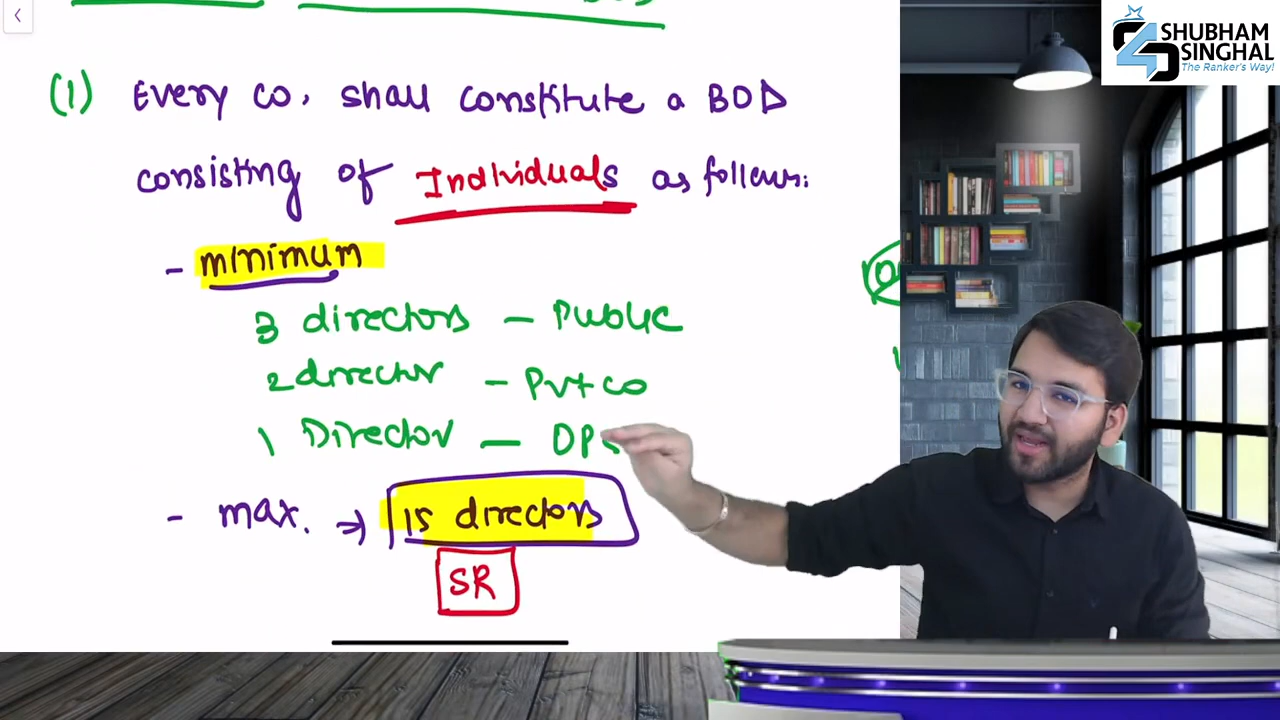 SHUBHAM
SINGHAL
The Ranker's Way!
(1) Every co. shall constitute a BOD
consisting of Individuals as follows:
- minimum
3 directors - Public
2 director - Pvt co
1 Director - OP
- max. => 15 directors
SR